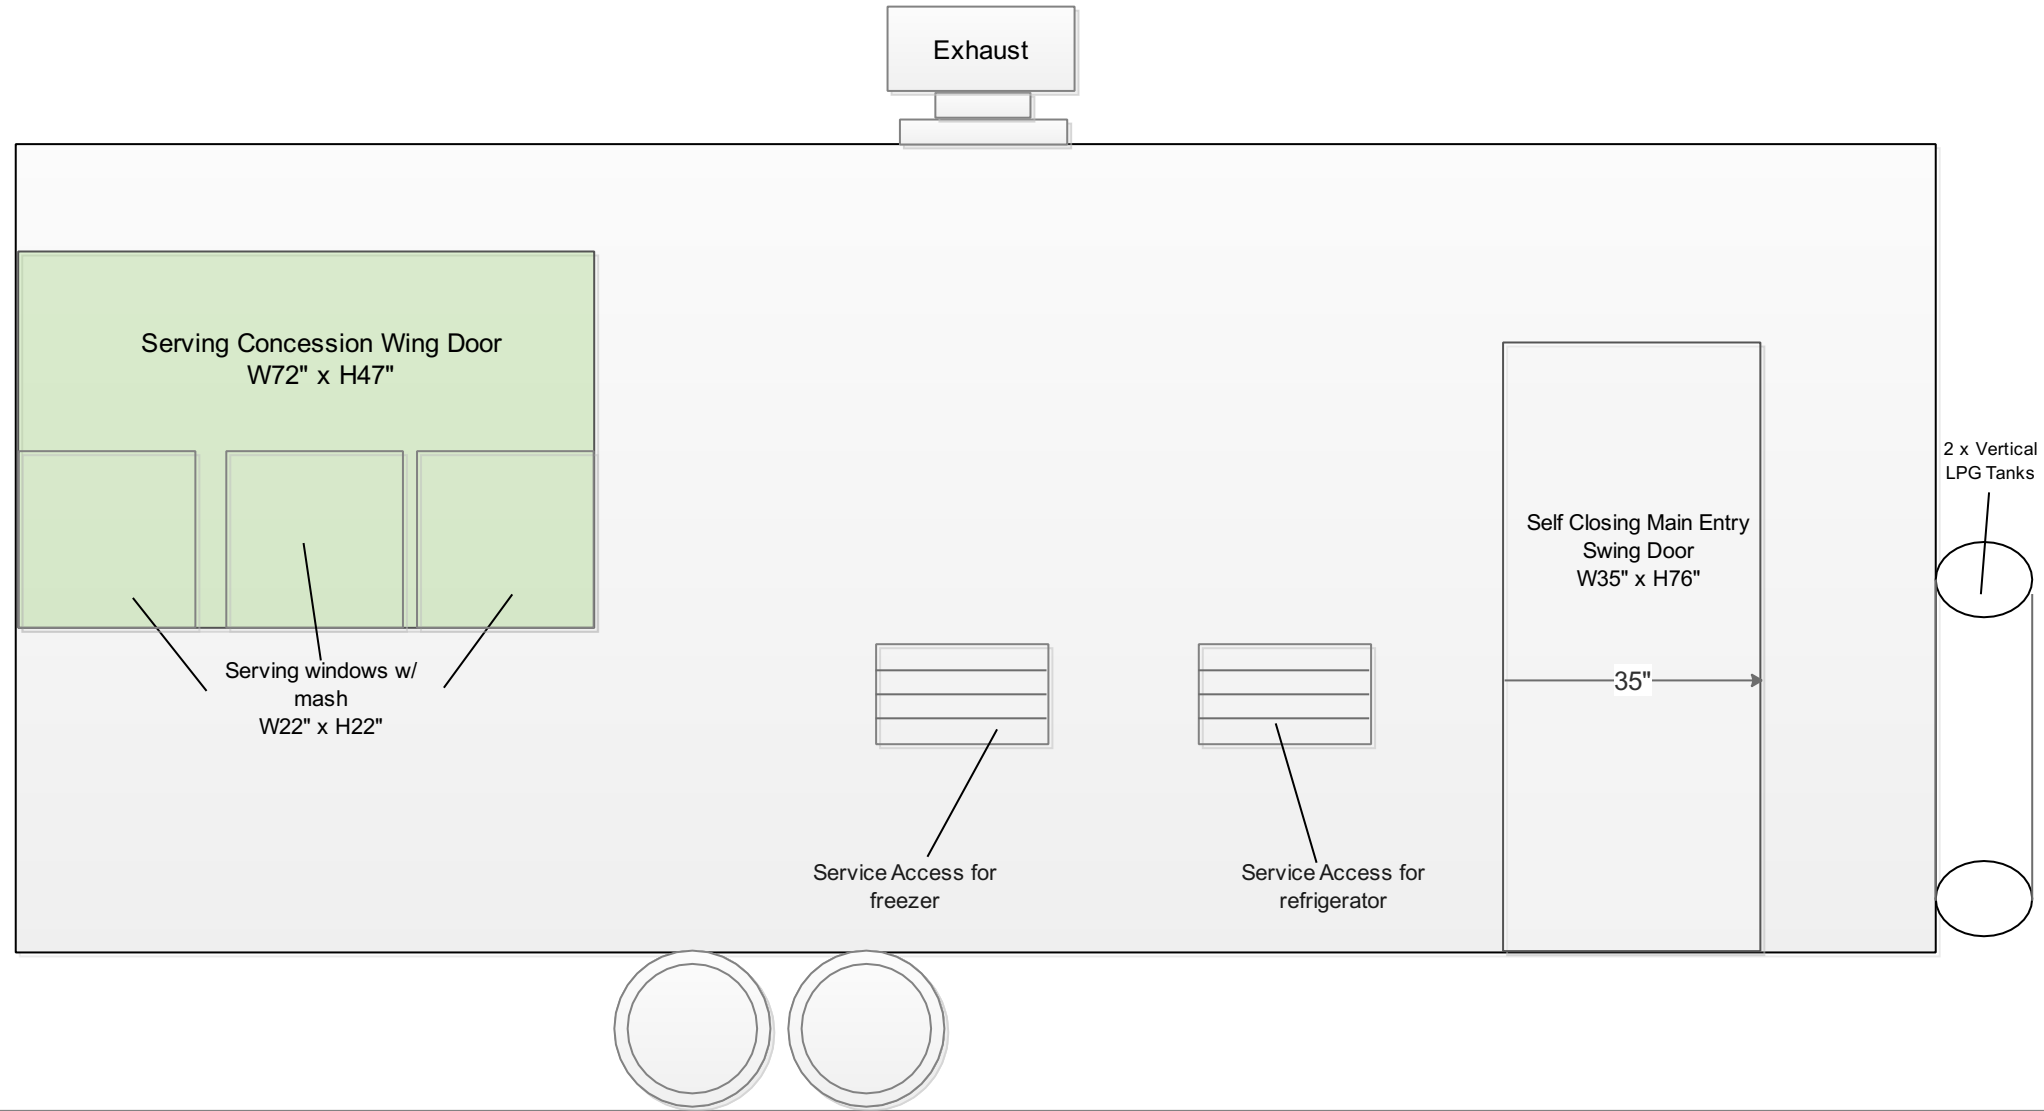 Exhaust
Serving Concession Wing Door
W72" x H47"
2 x Vertical
LPG Tanks
Self Closing Main Entry
Swing Door
W35" x H76"
Serving windows w/
mash
W22" x H22"
35"
Service Access for
freezer
Service Access for
refrigerator